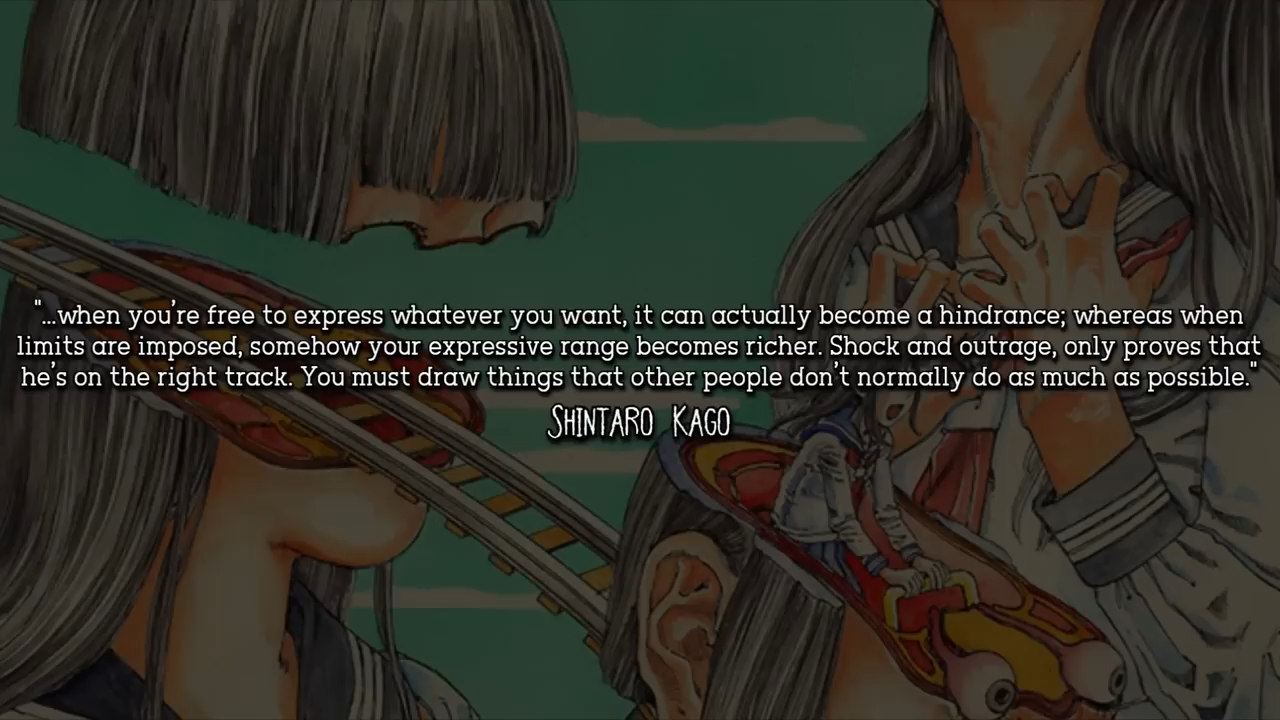 "...when you're free to express whatever you want, it can actually become a hindrance; whereas when
limits are imposed, somehow your expressive range becomes richer. Shock and outrage, only proves that
he's on the right track. You must draw things that other people don't normally do as much as possible."
SHINTARO KAGO